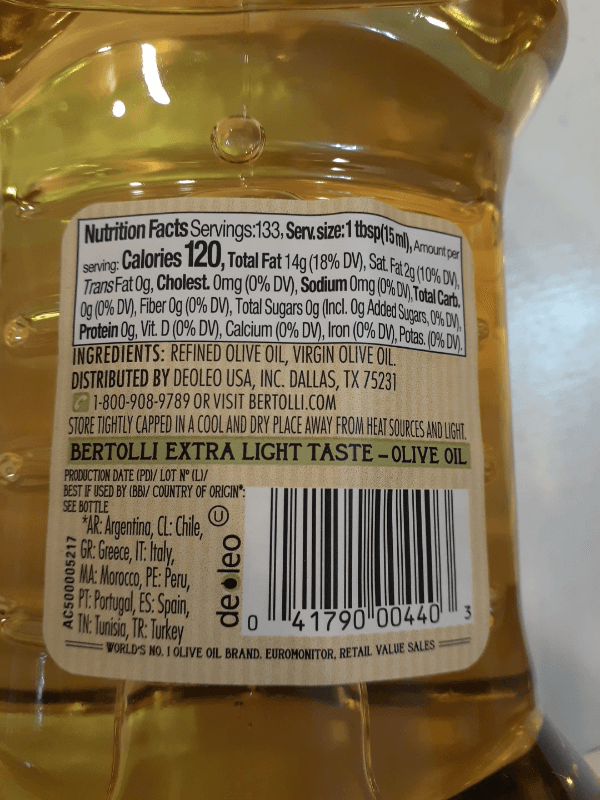 Nutrition Facts Servings:133, Serv.size:1 tbsp(15ml), Amount per
serving: Calories 120, Total Fat 14g (18% DV), Sat. Fat 2g (10% DV),
Trans Fat 0g, Cholest. 0mg (0% DV), Sodium 0mg (0% DV), Total Carb.
0g (0% DV), Fiber 0g (0% DV), Total Sugars 0g (Incl. 0g Added Sugars, 0% DV),
Protein 0g, Vit. D (0% DV), Calcium (0% DV), Iron (0% DV), Potas. (0% DV).
INGREDIENTS: REFINED OLIVE OIL, VIRGIN OLIVE OIL.
DISTRIBUTED BY DEOLEO USA, INC. DALLAS, TX 75231
1-800-908-9789 OR VISIT BERTOLLI.COM
STORE TIGHTLY CAPPED IN A COOL AND DRY PLACE AWAY FROM HEAT SOURCES AND LIGHT.
BERTOLLI EXTRA LIGHT TASTE – OLIVE OIL
PRODUCTION DATE (PD)/ LOT Nº (L)/
BEST IF USED BY (BB)/ COUNTRY OF ORIGIN*:
SEE BOTTLE
*AR: Argentina, CL: Chile,
GR: Greece, IT: Italy,
MA: Morocco, PE: Peru,
PT: Portugal, ES: Spain,
TN: Tunisia, TR: Turkey
AC500005217
U
deoleo
0 41790 00440 3
WORLD'S NO. 1 OLIVE OIL BRAND. EUROMONITOR, RETAIL VALUE SALES